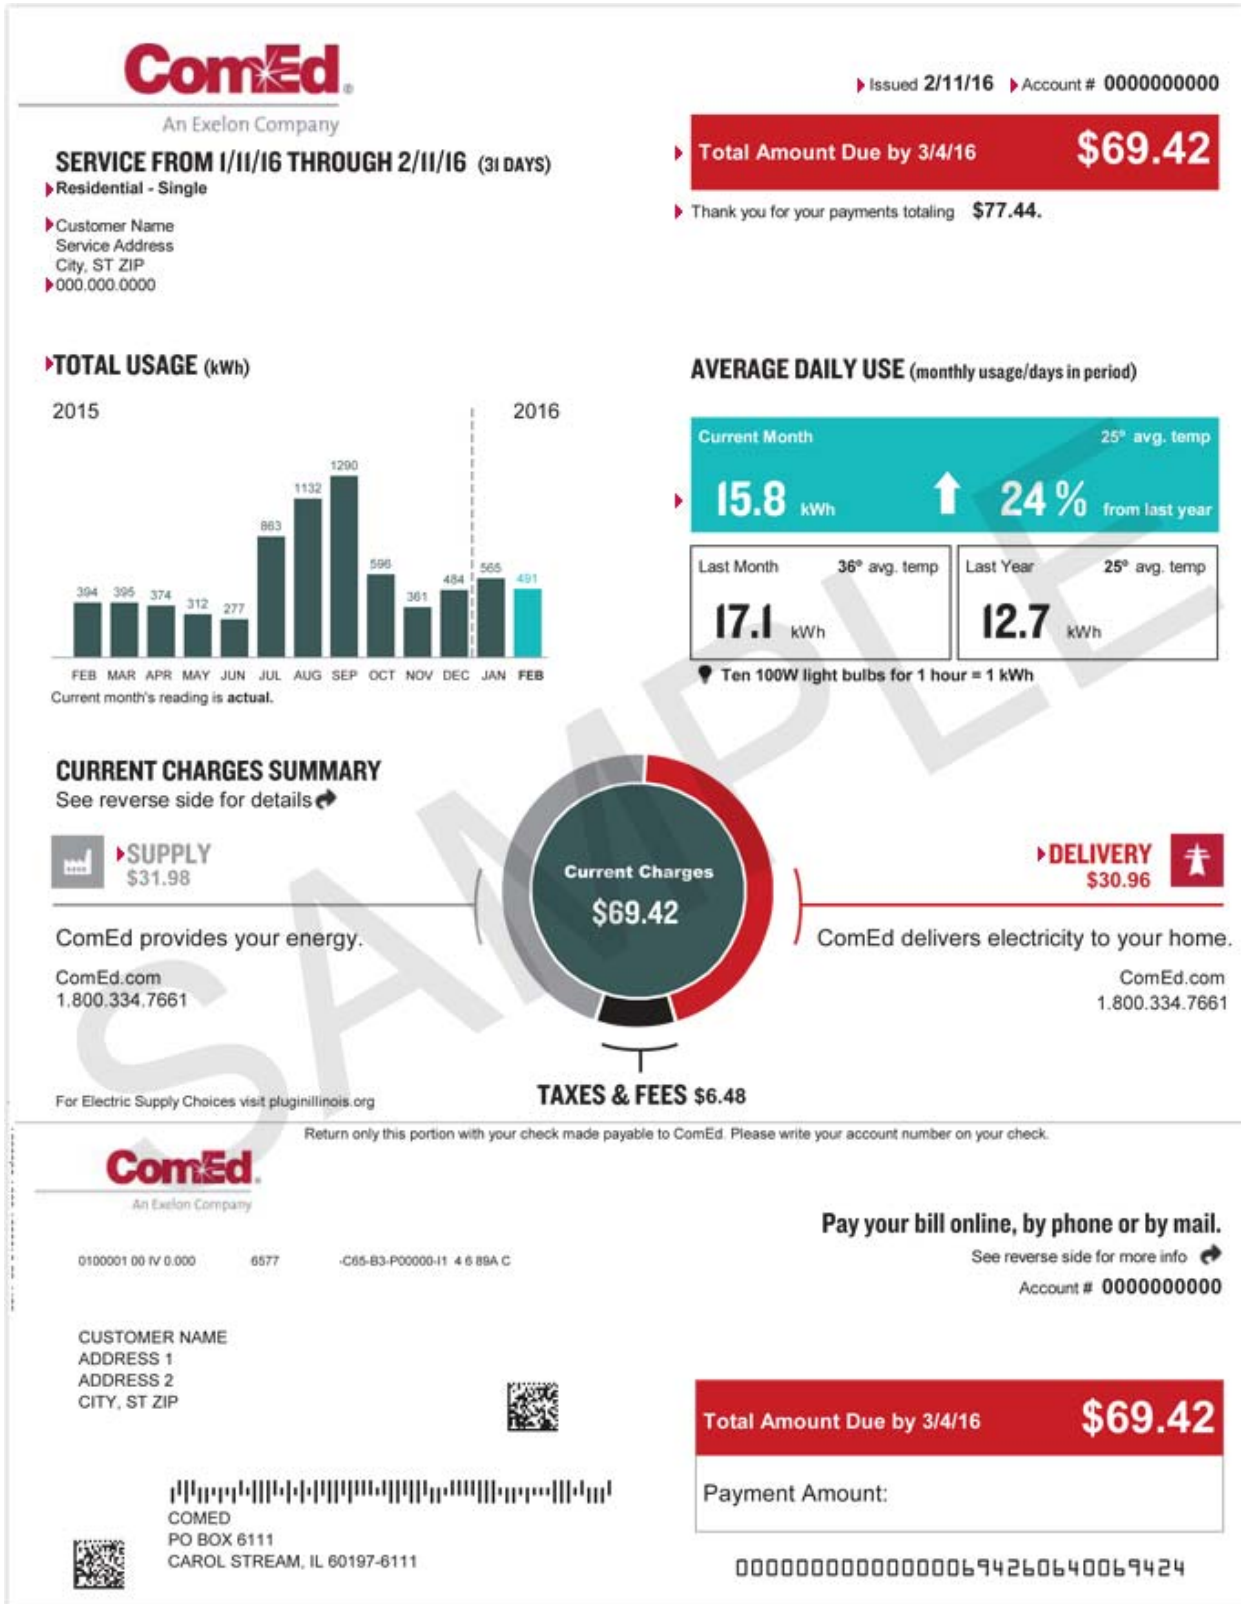 ComEd®
An Exelon Company
Issued 2/11/16 Account # 0000000000
SERVICE FROM 1/11/16 THROUGH 2/11/16 (31 DAYS)
Residential - Single
Total Amount Due by 3/4/16 $69.42
Thank you for your payments totaling $77.44.
Customer Name
Service Address
City, ST ZIP
000.000.0000
TOTAL USAGE (kWh)
2015 2016
394 395 374 312 277 863 1132 1290 596 361 484 565 491
FEB MAR APR MAY JUN JUL AUG SEP OCT NOV DEC JAN FEB
Current month's reading is actual.
AVERAGE DAILY USE (monthly usage/days in period)
Current Month 25° avg. temp
15.8 kWh 24% from last year
Last Month 36° avg. temp
17.1 kWh
Last Year 25° avg. temp
12.7 kWh
Ten 100W light bulbs for 1 hour = 1 kWh
CURRENT CHARGES SUMMARY
See reverse side for details
SUPPLY
$31.98
ComEd provides your energy.
ComEd.com
1.800.334.7661
Current Charges
$69.42
DELIVERY
$30.96
ComEd delivers electricity to your home.
ComEd.com
1.800.334.7661
TAXES & FEES $6.48
For Electric Supply Choices visit pluginillinois.org
SAMPLE
Return only this portion with your check made payable to ComEd. Please write your account number on your check.
ComEd.
An Exelon Company
Pay your bill online, by phone or by mail.
See reverse side for more info
Account # 0000000000
0100001 00 IV 0.000 6577 -C65-B3-P00000-I1 4 6 89A C
CUSTOMER NAME
ADDRESS 1
ADDRESS 2
CITY, ST ZIP
Total Amount Due by 3/4/16 $69.42
Payment Amount:
COMED
PO BOX 6111
CAROL STREAM, IL 60197-6111
000000000000000694260640069424